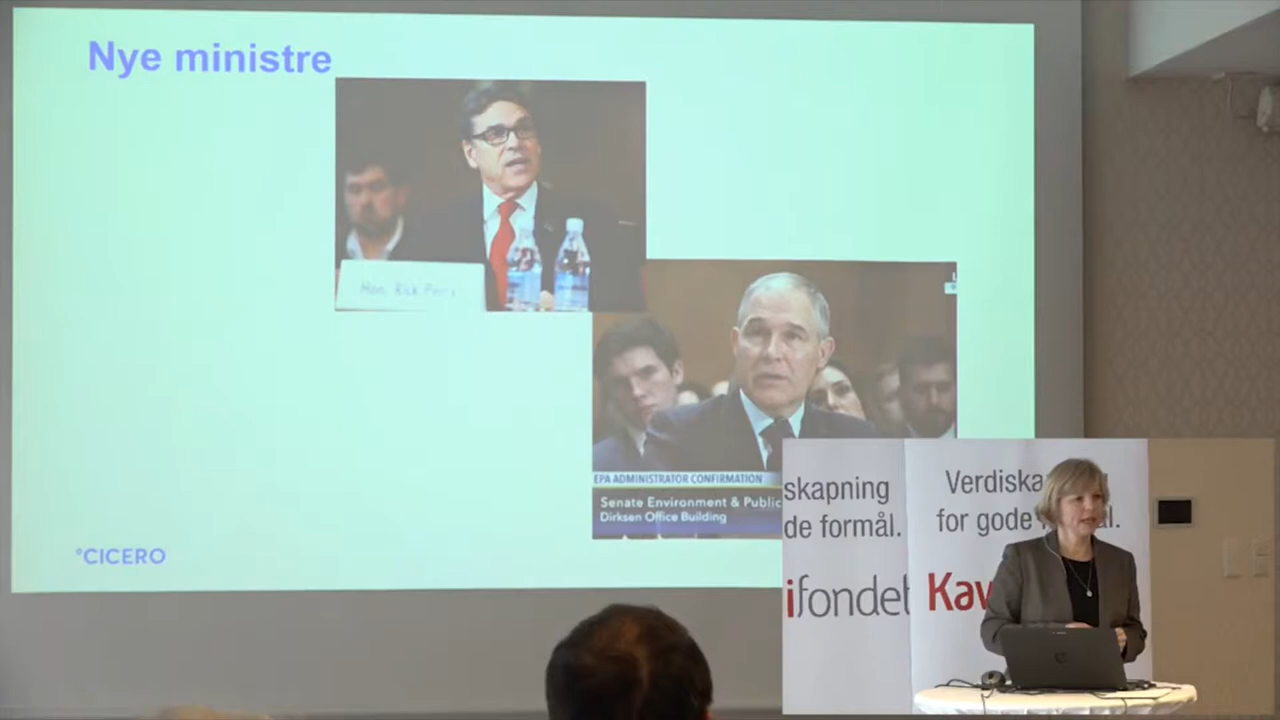 Nye ministre
Hon. Rick Perry
EPA ADMINISTRATOR CONFIRMATION
Senate Environment & Public
Dirksen Office Building
°CICERO
skapning
de formål.
ifondet
Verdiska
for gode
al.
Kav